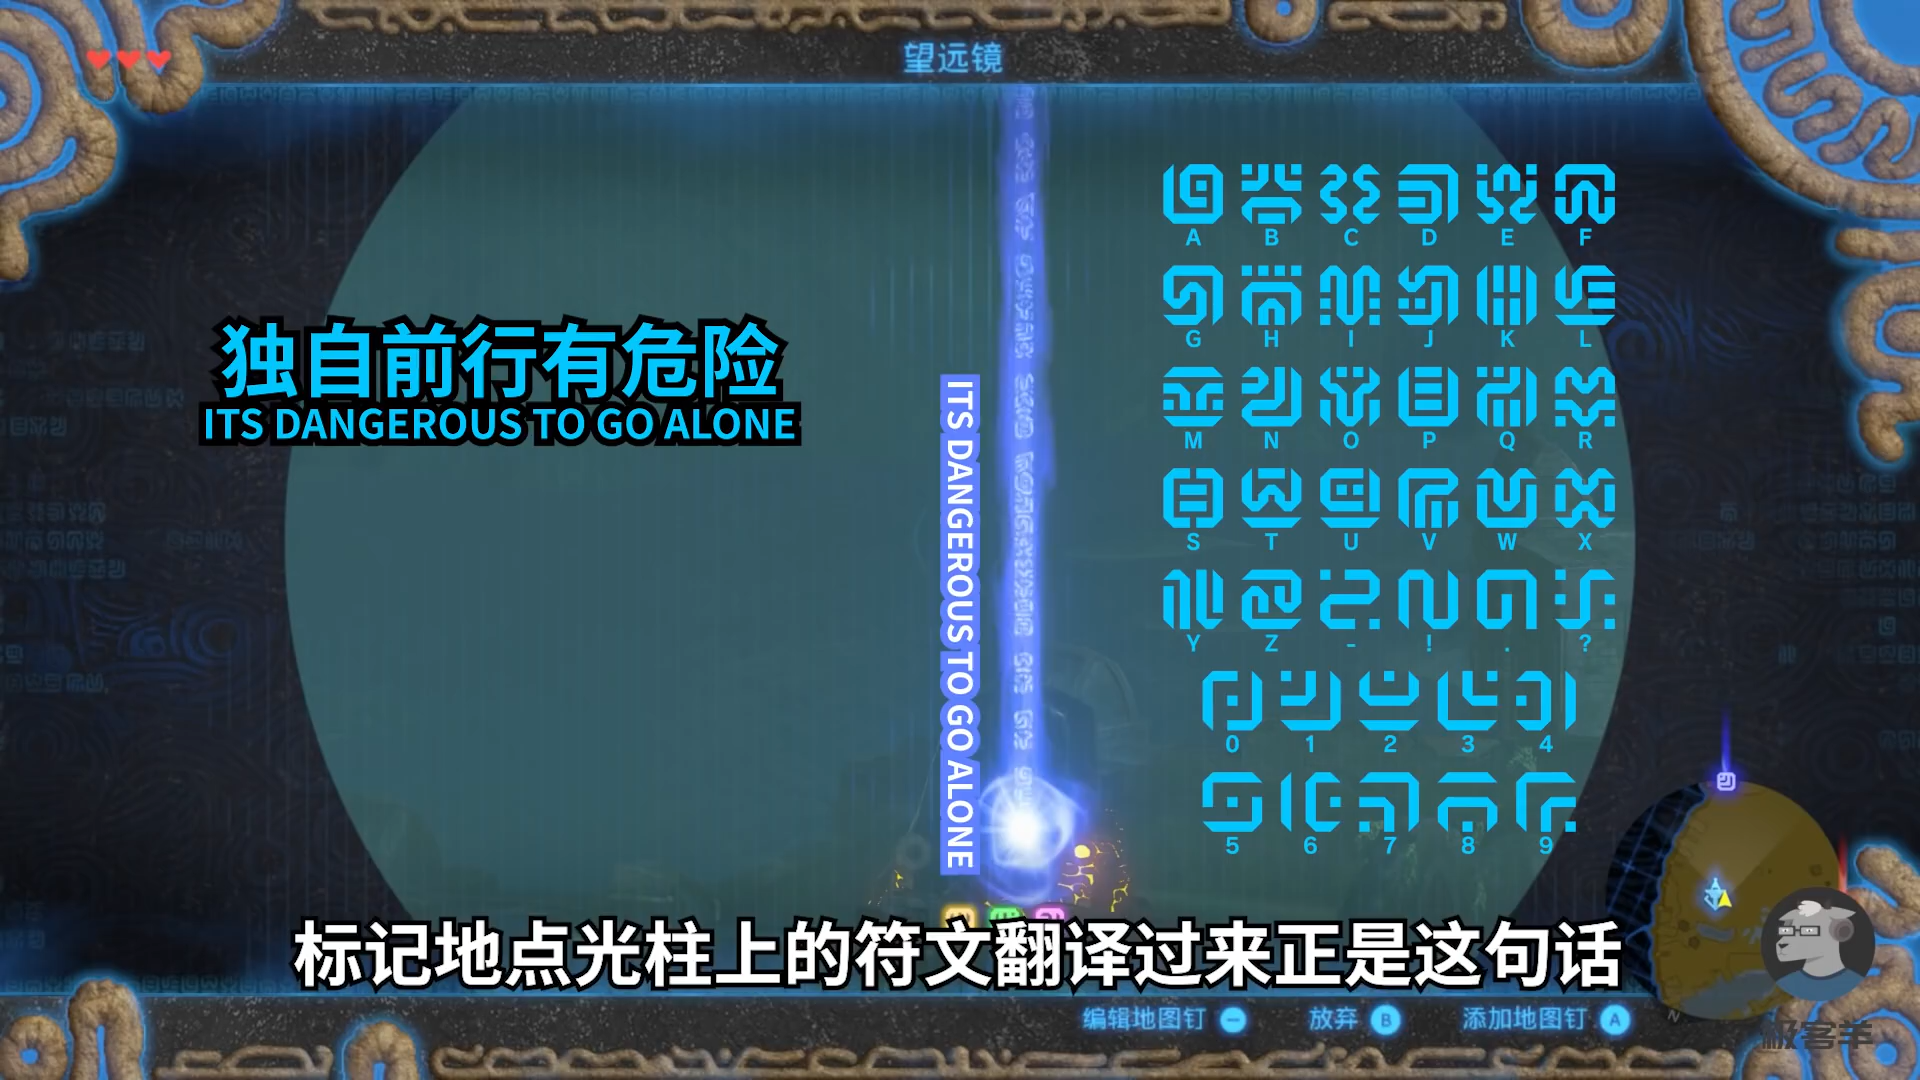 望远镜
A B C D E F
G H I J K L
M N O P Q R
S T U V W X
Y Z - ! . ?
0 1 2 3 4
5 6 7 8 9
独自前行有危险
ITS DANGEROUS TO GO ALONE
ITS DANGEROUS TO GO ALONE
标记地点光柱上的符文翻译过来正是这句话
编辑地图钉 − 放弃 B 添加地图钉 A
N
极客羊